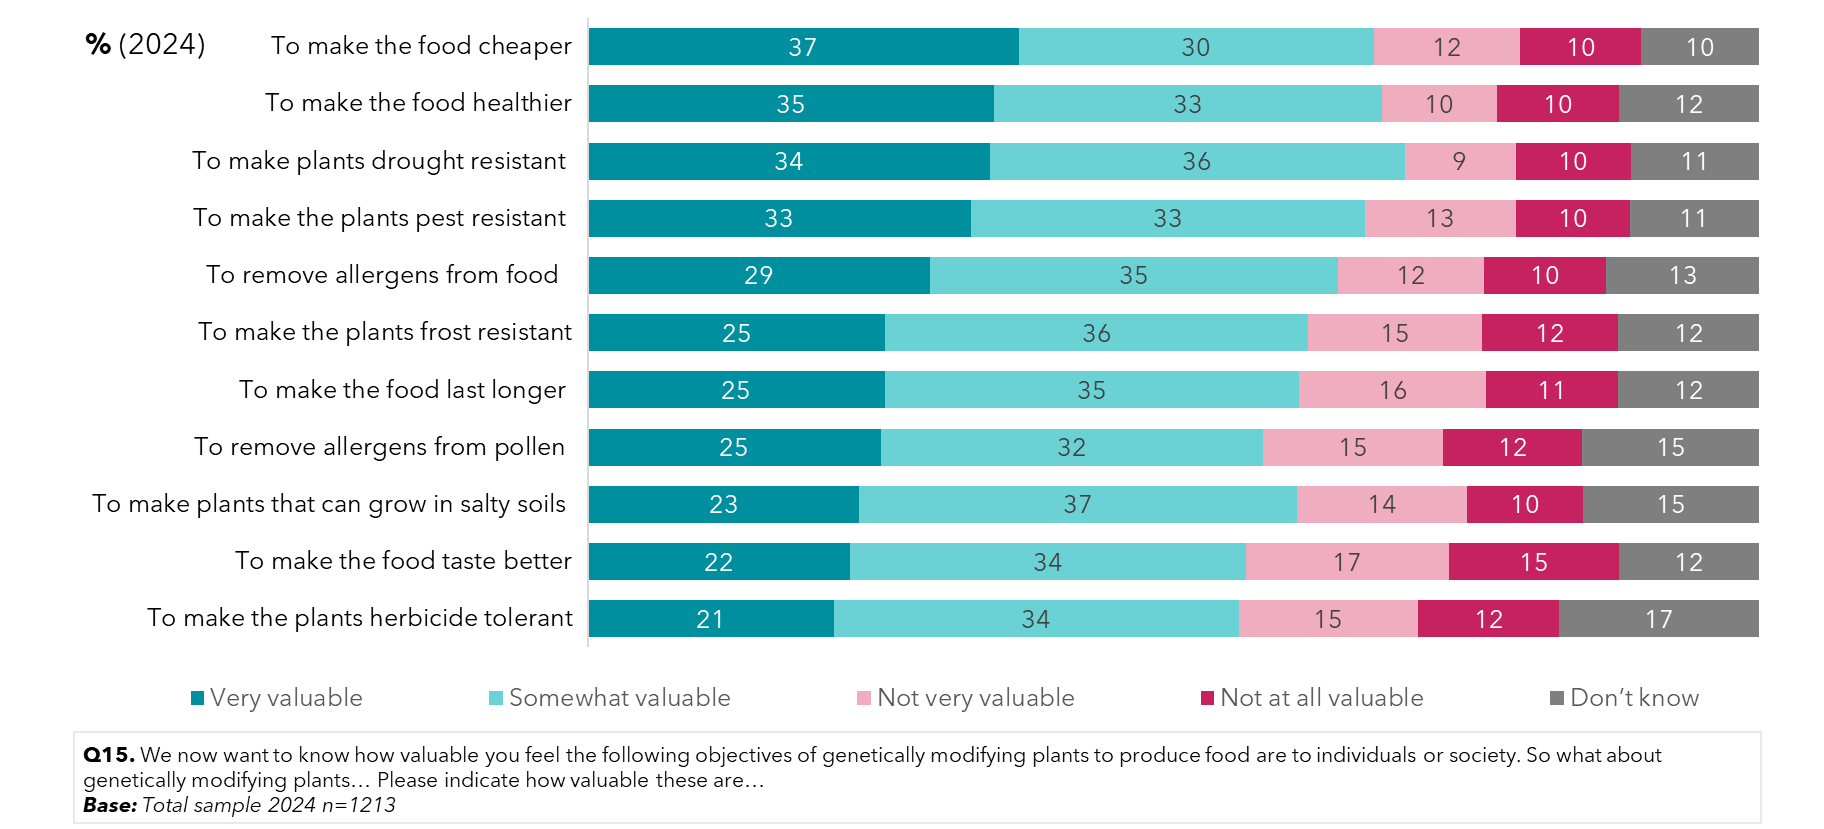 % (2024)
To make the food cheaper 37 30 12 10 10
To make the food healthier 35 33 10 10 12
To make plants drought resistant 34 36 9 10 11
To make the plants pest resistant 33 33 13 10 11
To remove allergens from food 29 35 12 10 13
To make the plants frost resistant 25 36 15 12 12
To make the food last longer 25 35 16 11 12
To remove allergens from pollen 25 32 15 12 15
To make plants that can grow in salty soils 23 37 14 10 15
To make the food taste better 22 34 17 15 12
To make the plants herbicide tolerant 21 34 15 12 17
Very valuable Somewhat valuable Not very valuable Not at all valuable Don’t know
Q15. We now want to know how valuable you feel the following objectives of genetically modifying plants to produce food are to individuals or society. So what about
genetically modifying plants… Please indicate how valuable these are…
Base: Total sample 2024 n=1213